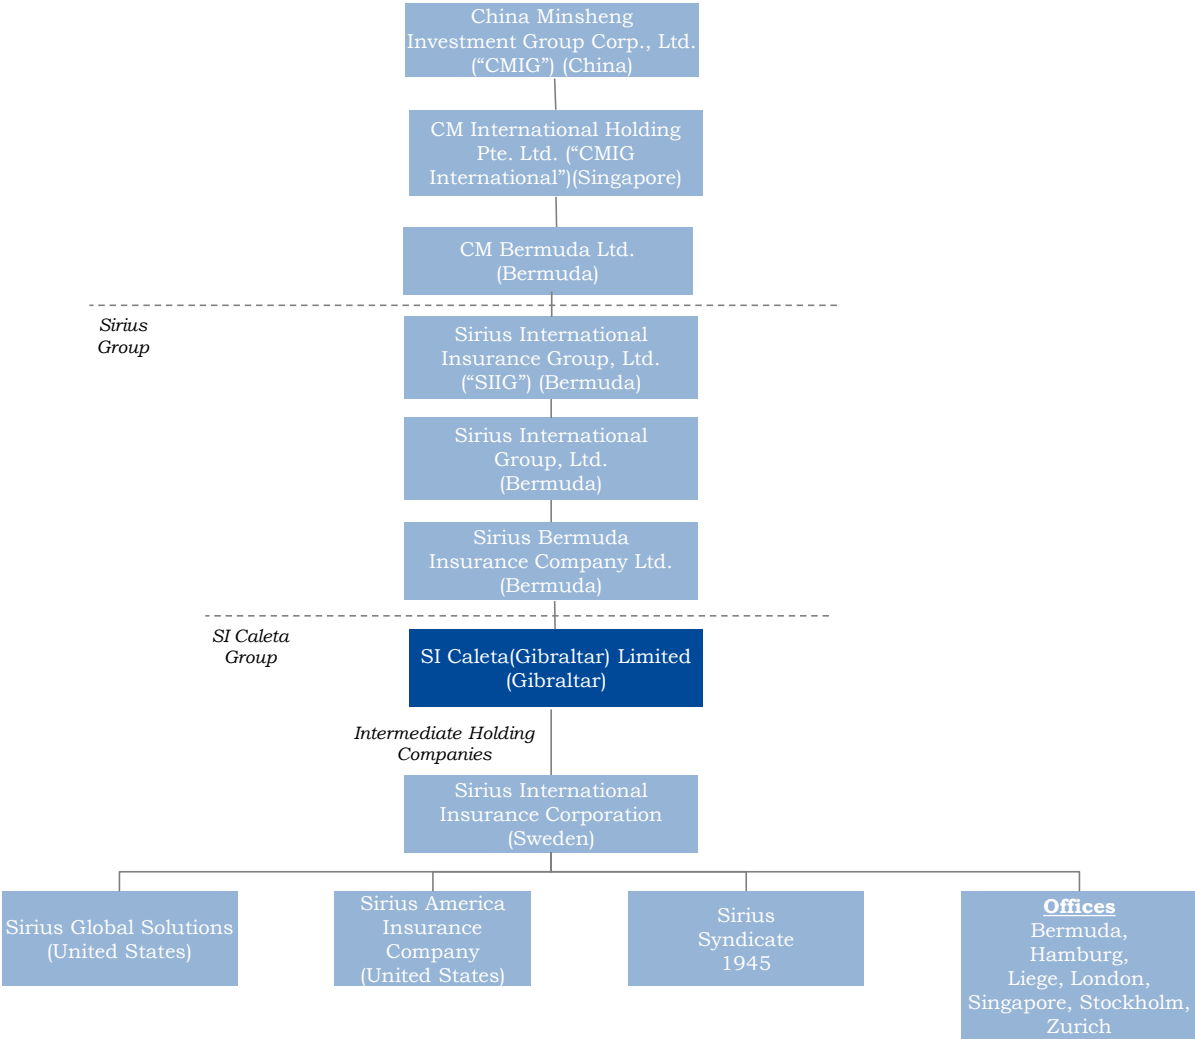 China Minsheng
Investment Group Corp., Ltd.
(“CMIG”) (China)
CM International Holding
Pte. Ltd. (“CMIG
International”)(Singapore)
CM Bermuda Ltd.
(Bermuda)
Sirius
Group
Sirius International
Insurance Group, Ltd.
(“SIIG”) (Bermuda)
Sirius International
Group, Ltd.
(Bermuda)
Sirius Bermuda
Insurance Company Ltd.
(Bermuda)
SI Caleta
Group
SI Caleta(Gibraltar) Limited
(Gibraltar)
Intermediate Holding
Companies
Sirius International
Insurance Corporation
(Sweden)
Sirius Global Solutions
(United States)
Sirius America
Insurance
Company
(United States)
Sirius
Syndicate
1945
Offices
Bermuda,
Hamburg,
Liege, London,
Singapore, Stockholm,
Zurich